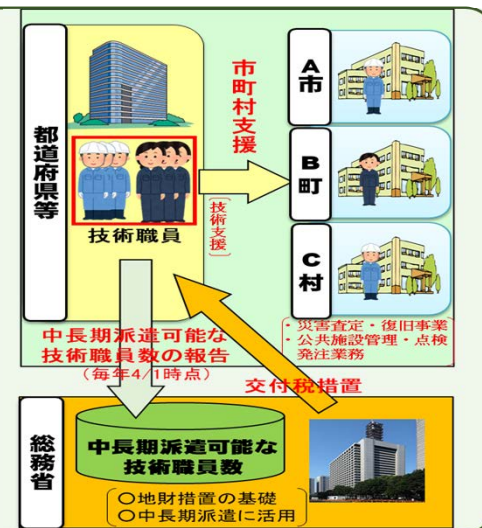 都道府県等
技術職員
市町村支援
[技術支援]
A市
B町
C村
・災害査定・復旧事業
・公共施設管理・点検
発注業務
中長期派遣可能な
技術職員数の報告
(毎年4/1時点)
交付税措置
総務省
中長期派遣可能な
技術職員数
○地財措置の基礎
○中長期派遣に活用